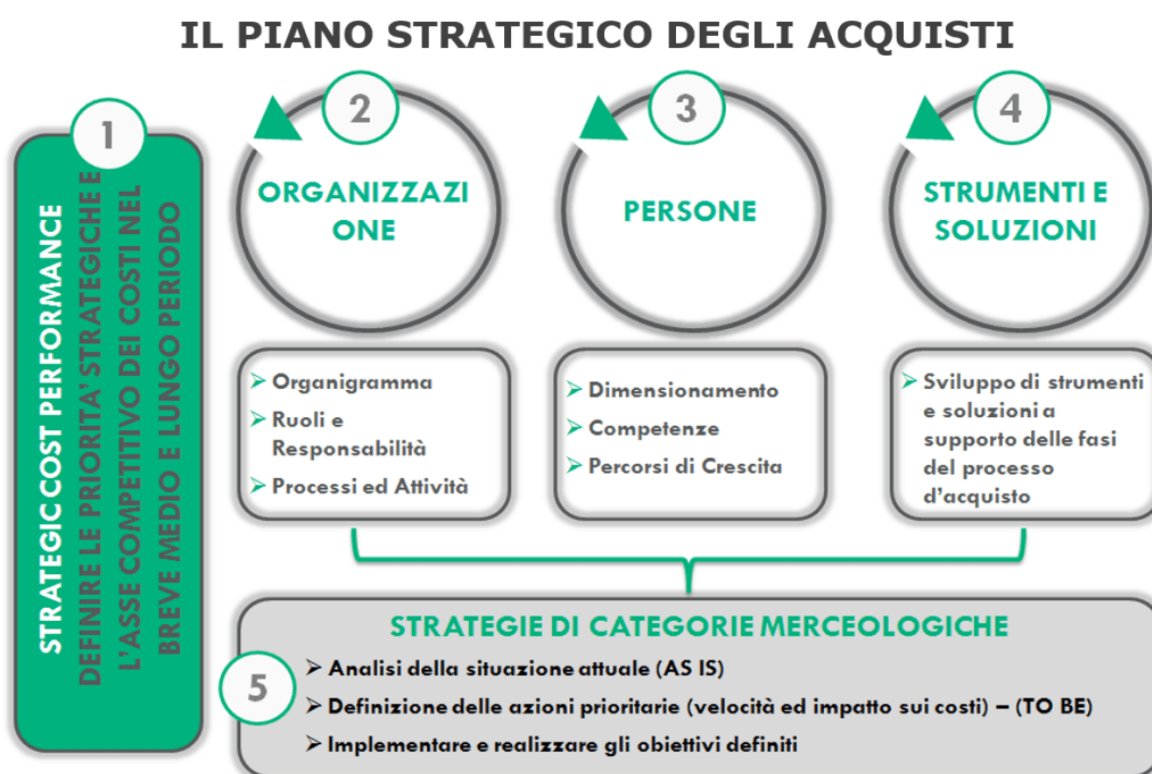 IL PIANO STRATEGICO DEGLI ACQUISTI
1
STRATEGIC COST PERFORMANCE
DEFINIRE LE PRIORITA' STRATEGICHE E
L'ASSE COMPETITIVO DEI COSTI NEL
BREVE MEDIO E LUNGO PERIODO
2
ORGANIZZAZI
ONE
➢ Organigramma
➢ Ruoli e
Responsabilità
➢ Processi ed Attività
3
PERSONE
➢ Dimensionamento
➢ Competenze
➢ Percorsi di Crescita
4
STRUMENTI E
SOLUZIONI
➢ Sviluppo di strumenti
e soluzioni a
supporto delle fasi
del processo
d'acquisto
5
STRATEGIE DI CATEGORIE MERCEOLOGICHE
➢ Analisi della situazione attuale (AS IS)
➢ Definizione delle azioni prioritarie (velocità ed impatto sui costi) – (TO BE)
➢ Implementare e realizzare gli obiettivi definiti